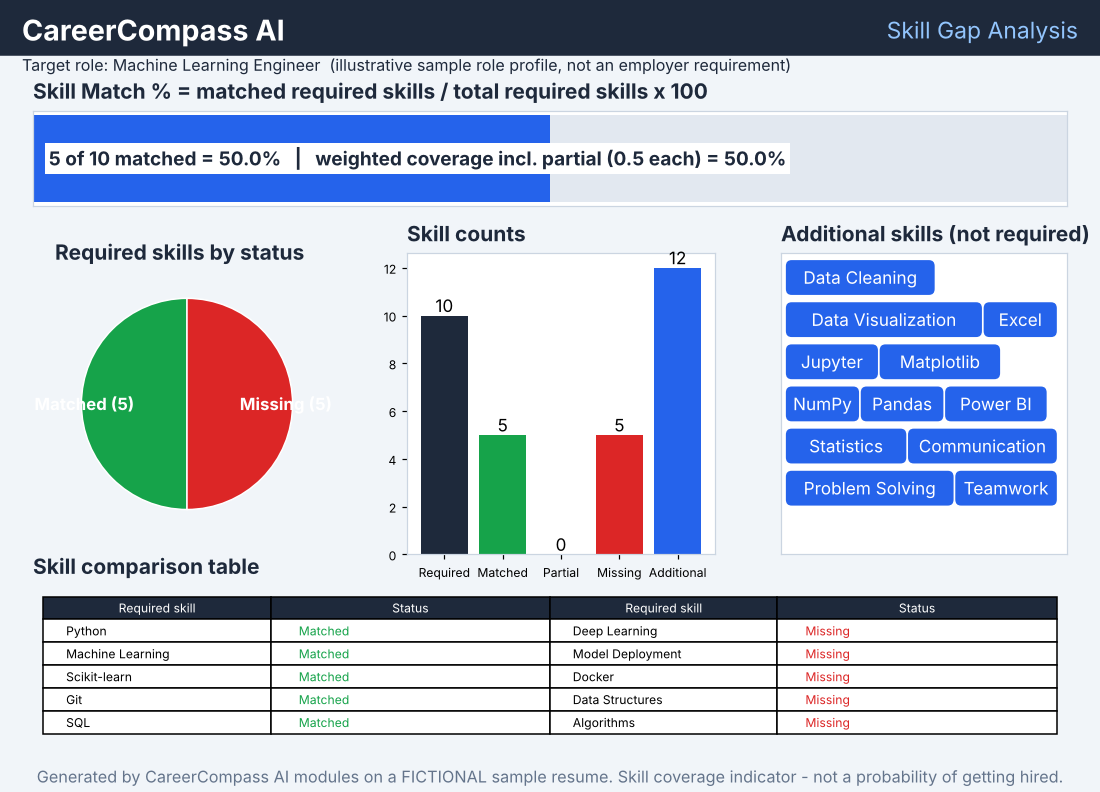 CareerCompass AI
Skill Gap Analysis
Target role: Machine Learning Engineer (illustrative sample role profile, not an employer requirement)
Skill Match % = matched required skills / total required skills x 100
5 of 10 matched = 50.0% | weighted coverage incl. partial (0.5 each) = 50.0%
Required skills by status
Matched (5)
Missing (5)
Skill counts
12
10
8
6
4
2
0
10
5
0
5
12
Required Matched Partial Missing Additional
Additional skills (not required)
Data Cleaning
Data Visualization Excel
Jupyter Matplotlib
NumPy Pandas Power BI
Statistics Communication
Problem Solving Teamwork
Skill comparison table
Required skill Status Required skill Status
Python Matched Deep Learning Missing
Machine Learning Matched Model Deployment Missing
Scikit-learn Matched Docker Missing
Git Matched Data Structures Missing
SQL Matched Algorithms Missing
Generated by CareerCompass AI modules on a FICTIONAL sample resume. Skill coverage indicator - not a probability of getting hired.